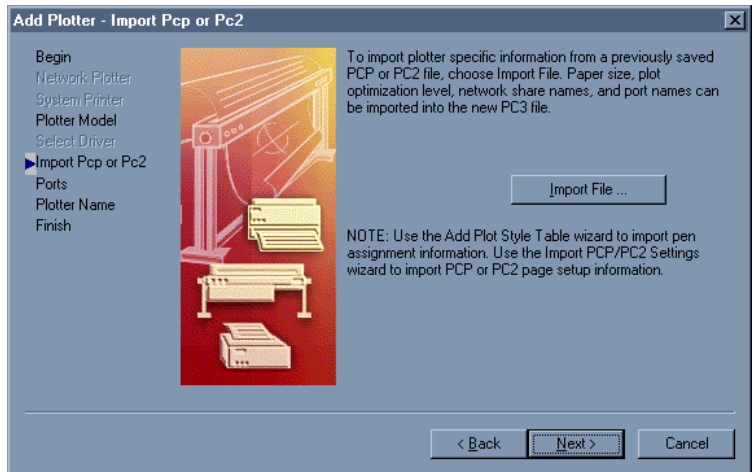 Add Plotter - Import Pcp or Pc2
Begin
Network Plotter
System Printer
Plotter Model
Select Driver
Import Pcp or Pc2
Ports
Plotter Name
Finish
To import plotter specific information from a previously saved
PCP or PC2 file, choose Import File. Paper size, plot
optimization level, network share names, and port names can
be imported into the new PC3 file.
Import File ...
NOTE: Use the Add Plot Style Table wizard to import pen
assignment information. Use the Import PCP/PC2 Settings
wizard to import PCP or PC2 page setup information.
< Back
Next >
Cancel